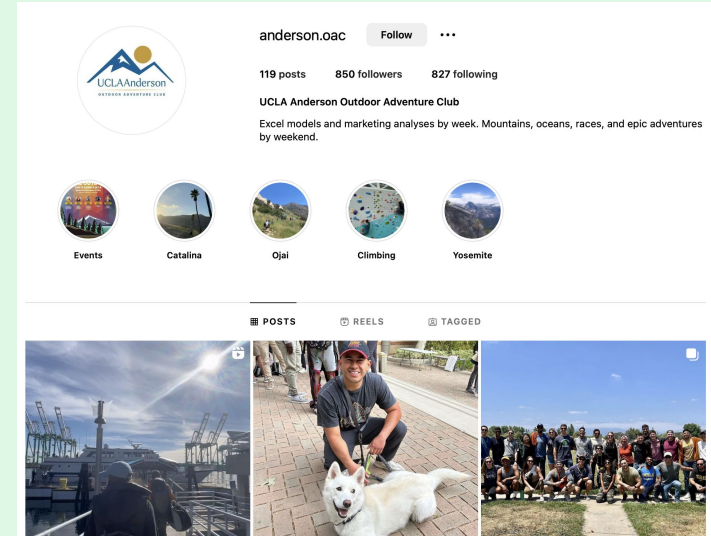 UCLAAnderson
OUTDOOR ADVENTURE CLUB
anderson.oac Follow •••
119 posts 850 followers 827 following
UCLA Anderson Outdoor Adventure Club
Excel models and marketing analyses by week. Mountains, oceans, races, and epic adventures
by weekend.
Events Catalina Ojai Climbing Yosemite
POSTS REELS TAGGED